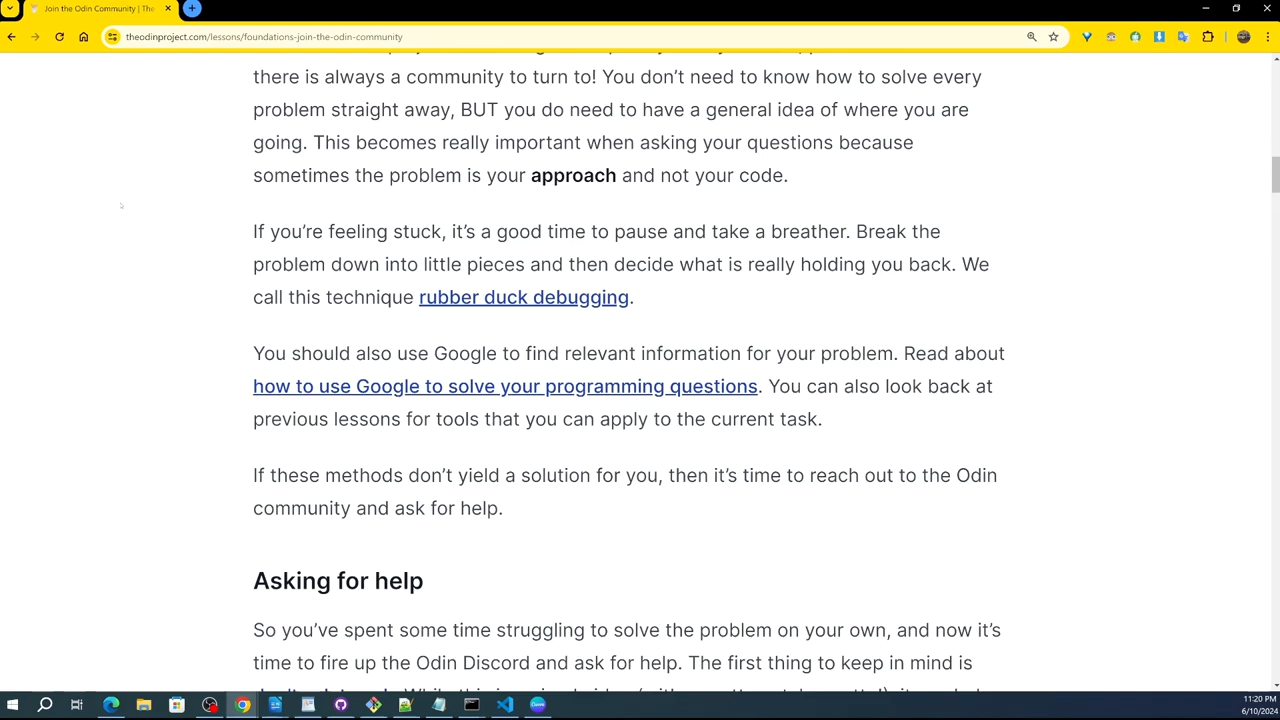 Join the Odin Community | The
theodinproject.com/lessons/foundations-join-the-odin-community
there is always a community to turn to! You don't need to know how to solve every
problem straight away, BUT you do need to have a general idea of where you are
going. This becomes really important when asking your questions because
sometimes the problem is your approach and not your code.
If you're feeling stuck, it's a good time to pause and take a breather. Break the
problem down into little pieces and then decide what is really holding you back. We
call this technique rubber duck debugging.
You should also use Google to find relevant information for your problem. Read about
how to use Google to solve your programming questions. You can also look back at
previous lessons for tools that you can apply to the current task.
If these methods don't yield a solution for you, then it's time to reach out to the Odin
community and ask for help.
Asking for help
So you've spent some time struggling to solve the problem on your own, and now it's
time to fire up the Odin Discord and ask for help. The first thing to keep in mind is
11:20 PM
6/10/2024